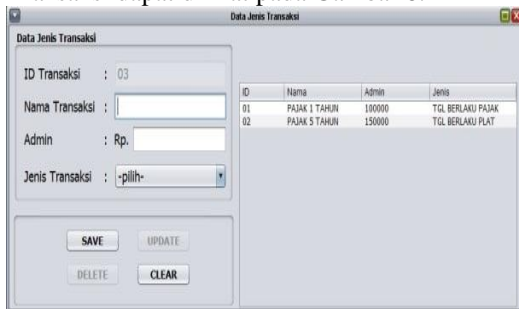 Data Jenis Transaksi
Data Jenis Transaksi
ID Transaksi : 03
Nama Transaksi :
Admin : Rp.
Jenis Transaksi : -pilih-
SAVE UPDATE
DELETE CLEAR
ID Nama Admin Jenis
01 PAJAK 1 TAHUN 100000 TGL BERLAKU PAJAK
02 PAJAK 5 TAHUN 150000 TGL BERLAKU PLAT